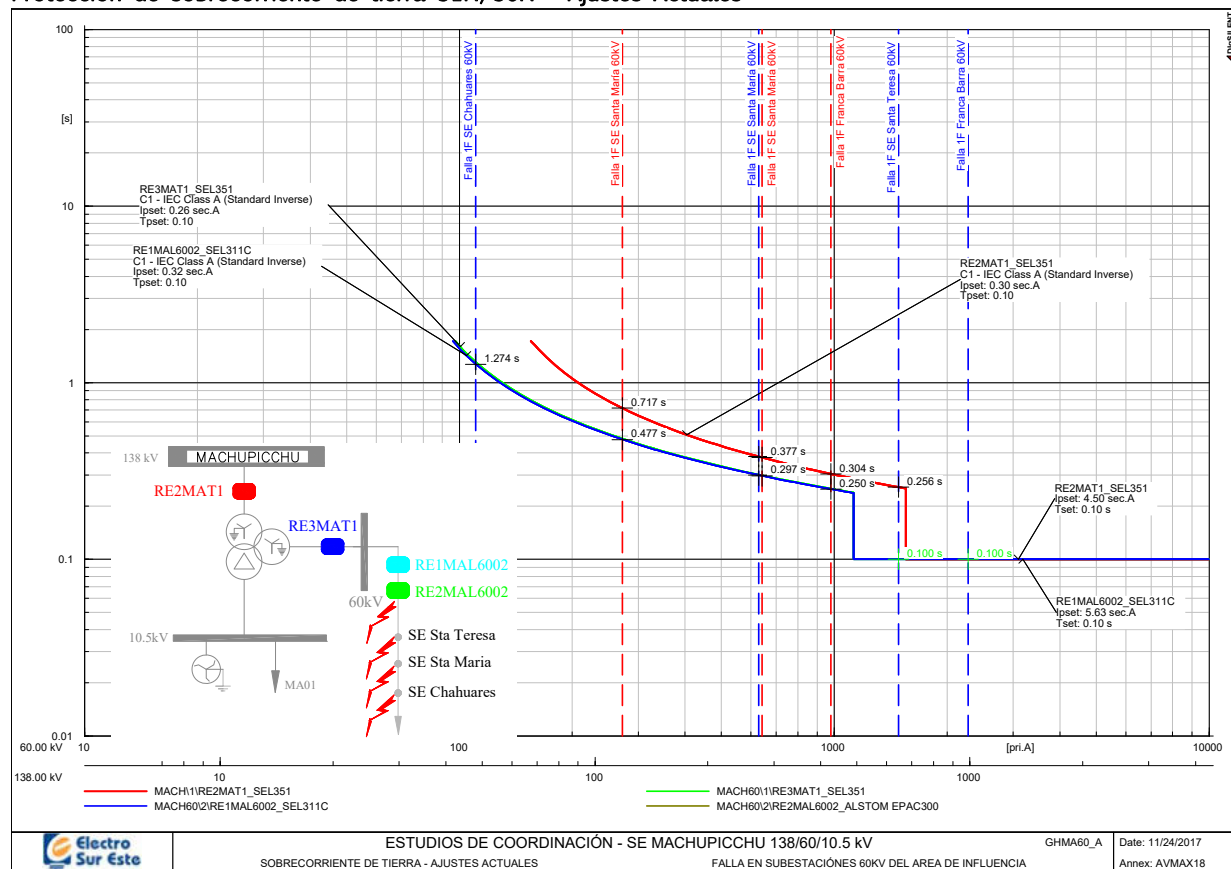 Protección de Sobrecorriente de tierra 51N/50N - Ajustes Actuales
DIgSILENT
100
10
1
0.1
0.01
[s]
Falla 1F SE Chahuares 60kV
Falla 1F SE Santa María 60kV
Falla 1F SE Santa María 60kV
Falla 1F SE Santa María 60kV
Falla 1F Franca Barra 60kV
Falla 1F SE Santa Teresa 60kV
Falla 1F Franca Barra 60kV
RE3MAT1_SEL351
C1 - IEC Class A (Standard Inverse)
Ipset: 0.26 sec.A
Tpset: 0.10
RE1MAL6002_SEL311C
C1 - IEC Class A (Standard Inverse)
Ipset: 0.32 sec.A
Tpset: 0.10
RE2MAT1_SEL351
C1 - IEC Class A (Standard Inverse)
Ipset: 0.30 sec.A
Tpset: 0.10
1.274 s
0.717 s
0.477 s
0.377 s
0.297 s
0.304 s
0.250 s
0.256 s
0.100 s
0.100 s
RE2MAT1_SEL351
Ipset: 4.50 sec.A
Tset: 0.10 s
RE1MAL6002_SEL311C
Ipset: 5.63 sec.A
Tset: 0.10 s
138 kV
MACHUPICCHU
RE2MAT1
RE3MAT1
RE1MAL6002
RE2MAL6002
60kV
10.5kV
SE Sta Teresa
SE Sta Maria
SE Chahuares
MA01
60.00 kV 10 100 1000 [pri.A] 10000
138.00 kV 10 100 1000
MACH\1\RE2MAT1_SEL351
MACH60\1\RE3MAT1_SEL351
MACH60\2\RE1MAL6002_SEL311C
MACH60\2\RE2MAL6002_ALSTOM EPAC300
Electro
Sur Este
ESTUDIOS DE COORDINACIÓN - SE MACHUPICCHU 138/60/10.5 kV
SOBRECORRIENTE DE TIERRA - AJUSTES ACTUALES
FALLA EN SUBESTACIÓNES 60KV DEL AREA DE INFLUENCIA
GHMA60_A
Date: 11/24/2017
Annex: AVMAX18